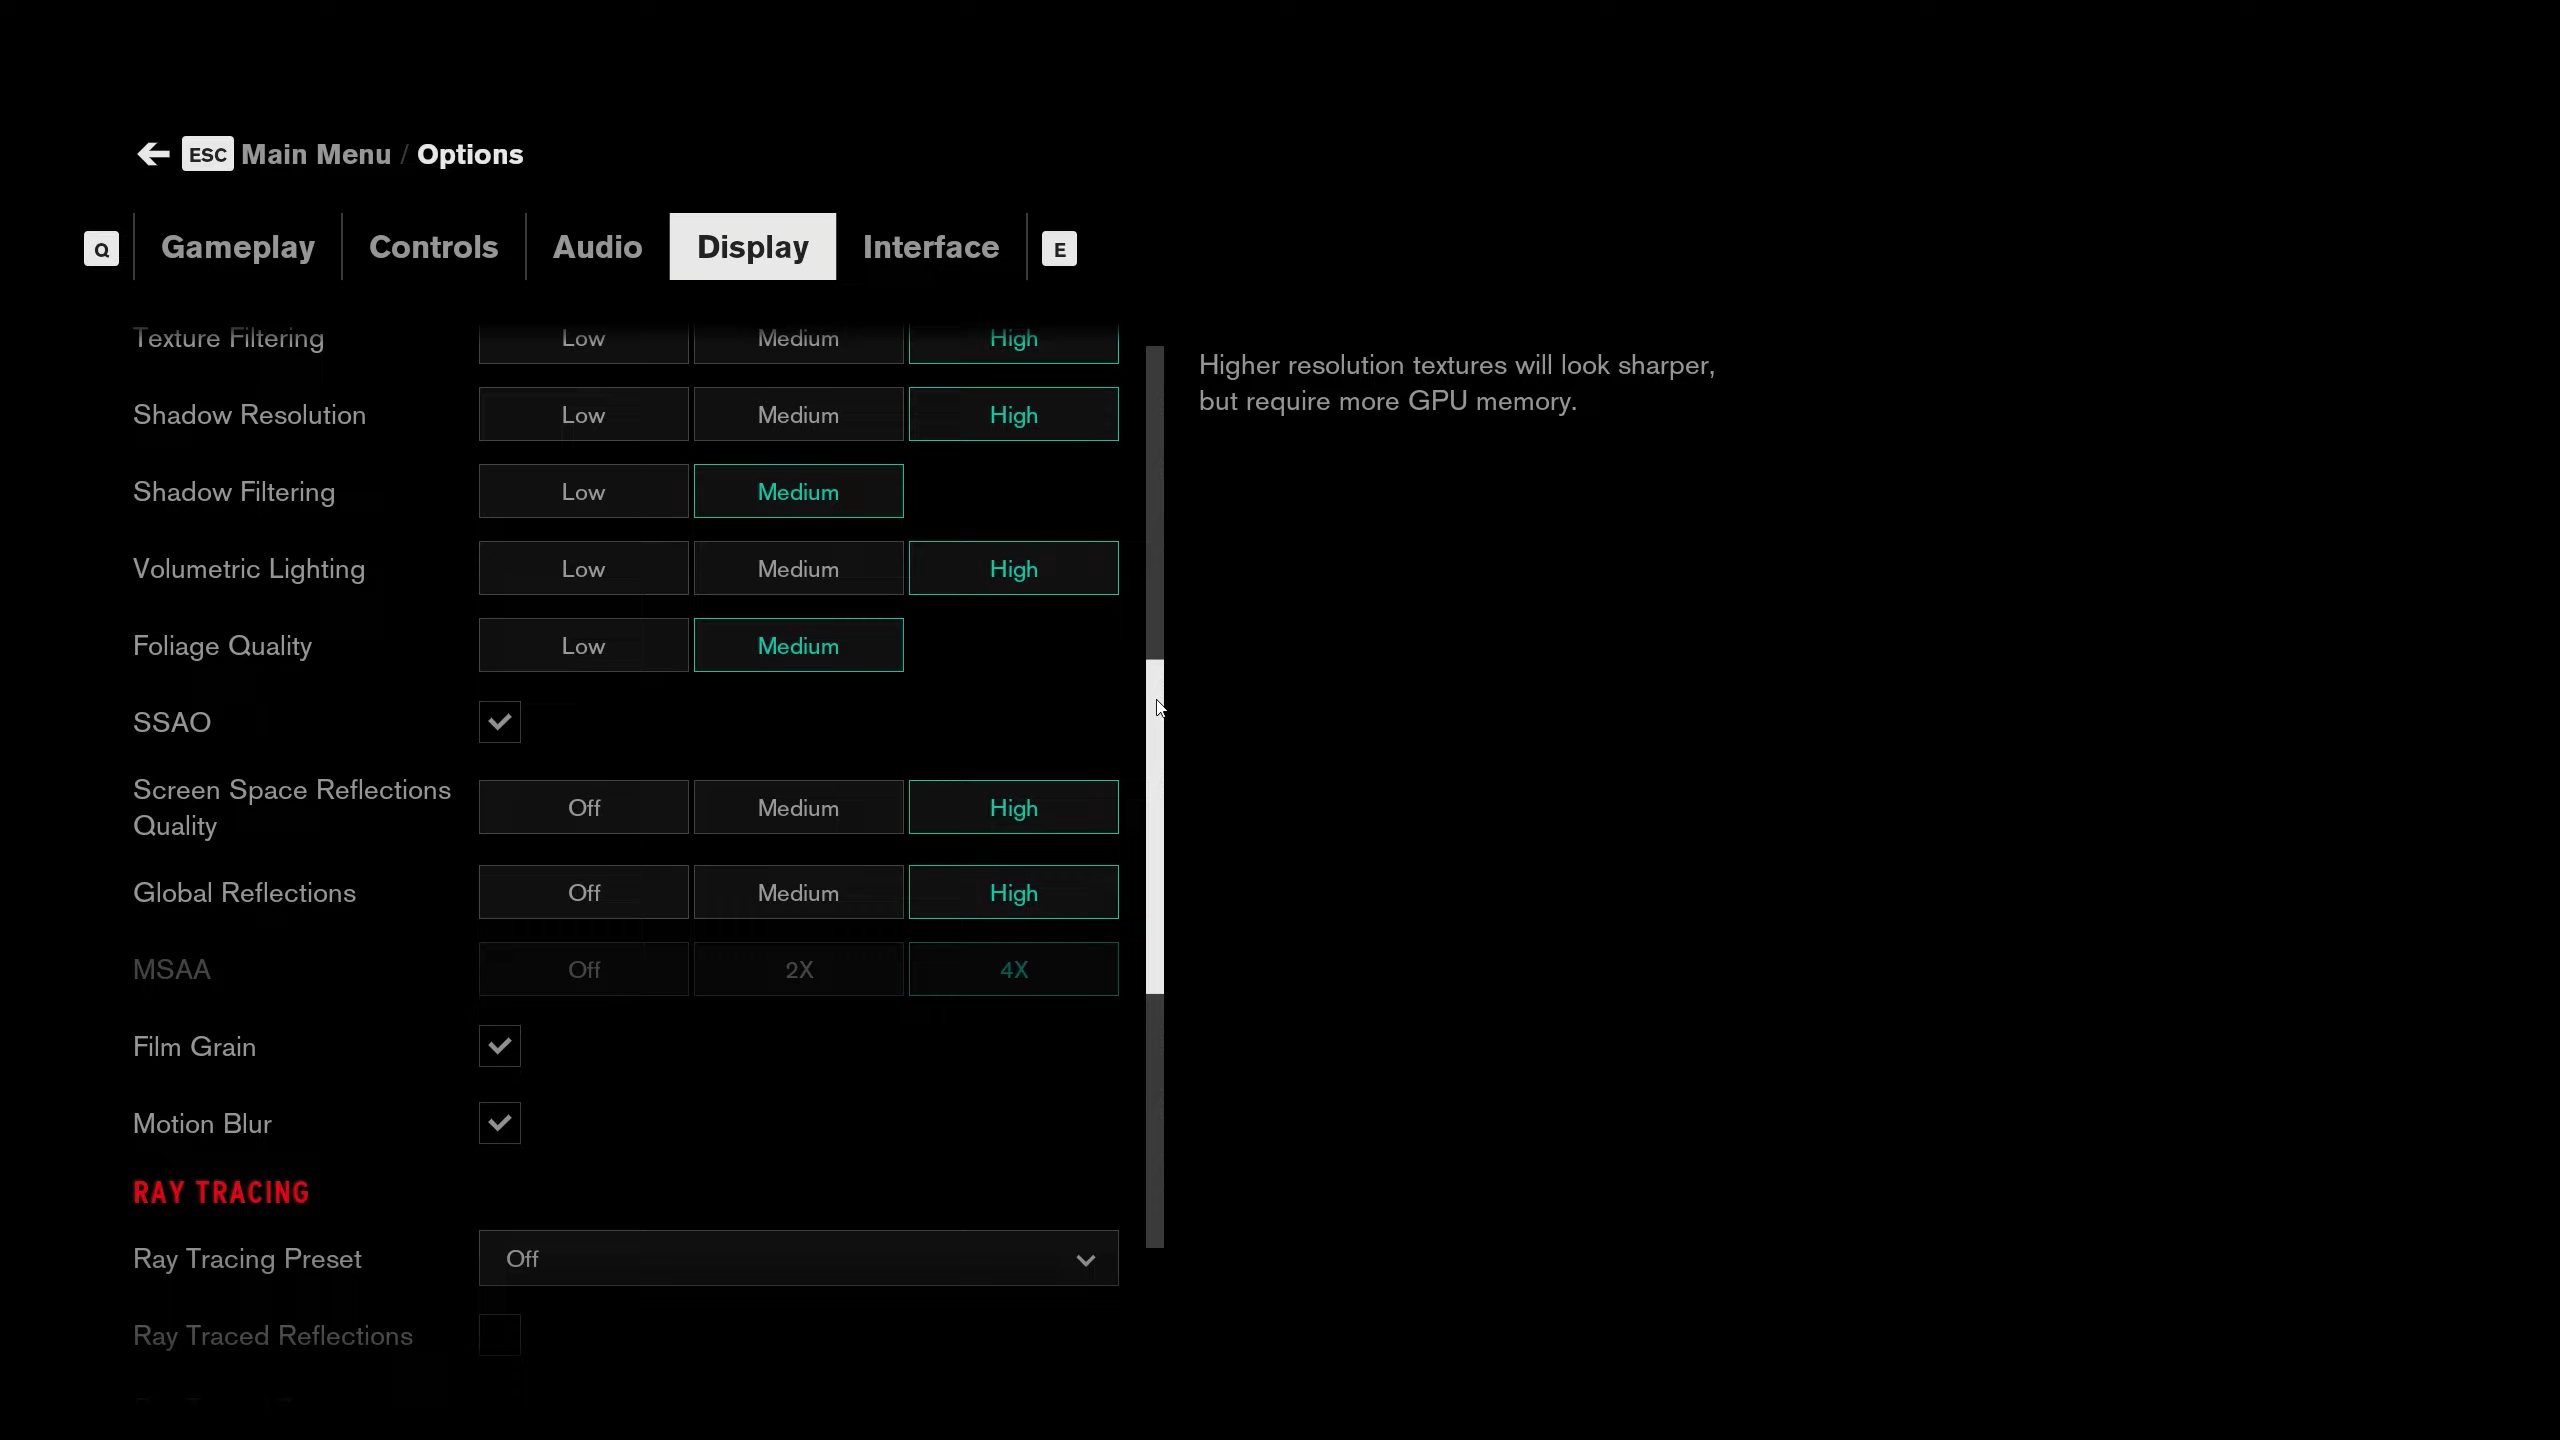 ESC Main Menu / Options
Q Gameplay Controls Audio Display Interface E
Texture Filtering Low Medium High
Higher resolution textures will look sharper,
but require more GPU memory.
Shadow Resolution Low Medium High
Shadow Filtering Low Medium
Volumetric Lighting Low Medium High
Foliage Quality Low Medium
SSAO
Screen Space Reflections
Quality Off Medium High
Global Reflections Off Medium High
MSAA Off 2X 4X
Film Grain
Motion Blur
RAY TRACING
Ray Tracing Preset Off
Ray Traced Reflections